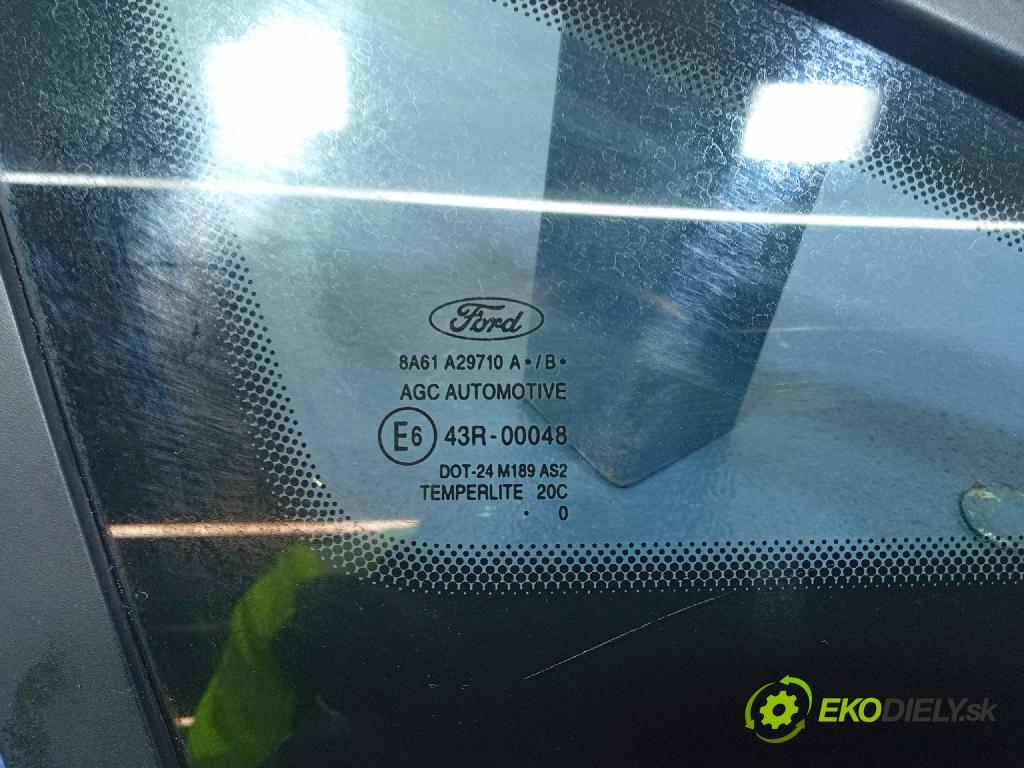 Ford
8A61 A29710 A • / B •
AGC AUTOMOTIVE
E6 43R-00048
DOT-24 M189 AS2
TEMPERLITE 20C
• 0
EKODIELY.sk